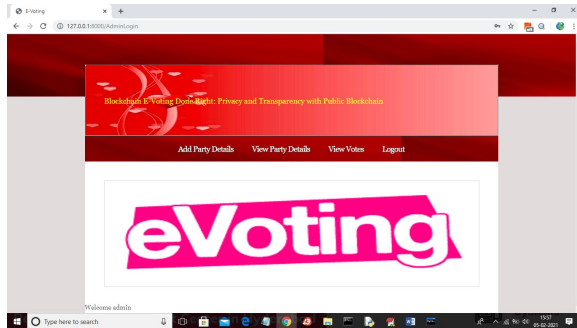 E-Voting
127.0.0.1:8000/AdminLogin
Blockchain E-Voting Done Right: Privacy and Transparency with Public Blockchain
Add Party Details View Party Details View Votes Logout
eVoting
Welcome admin
Type here to search
15:57
05-02-2021